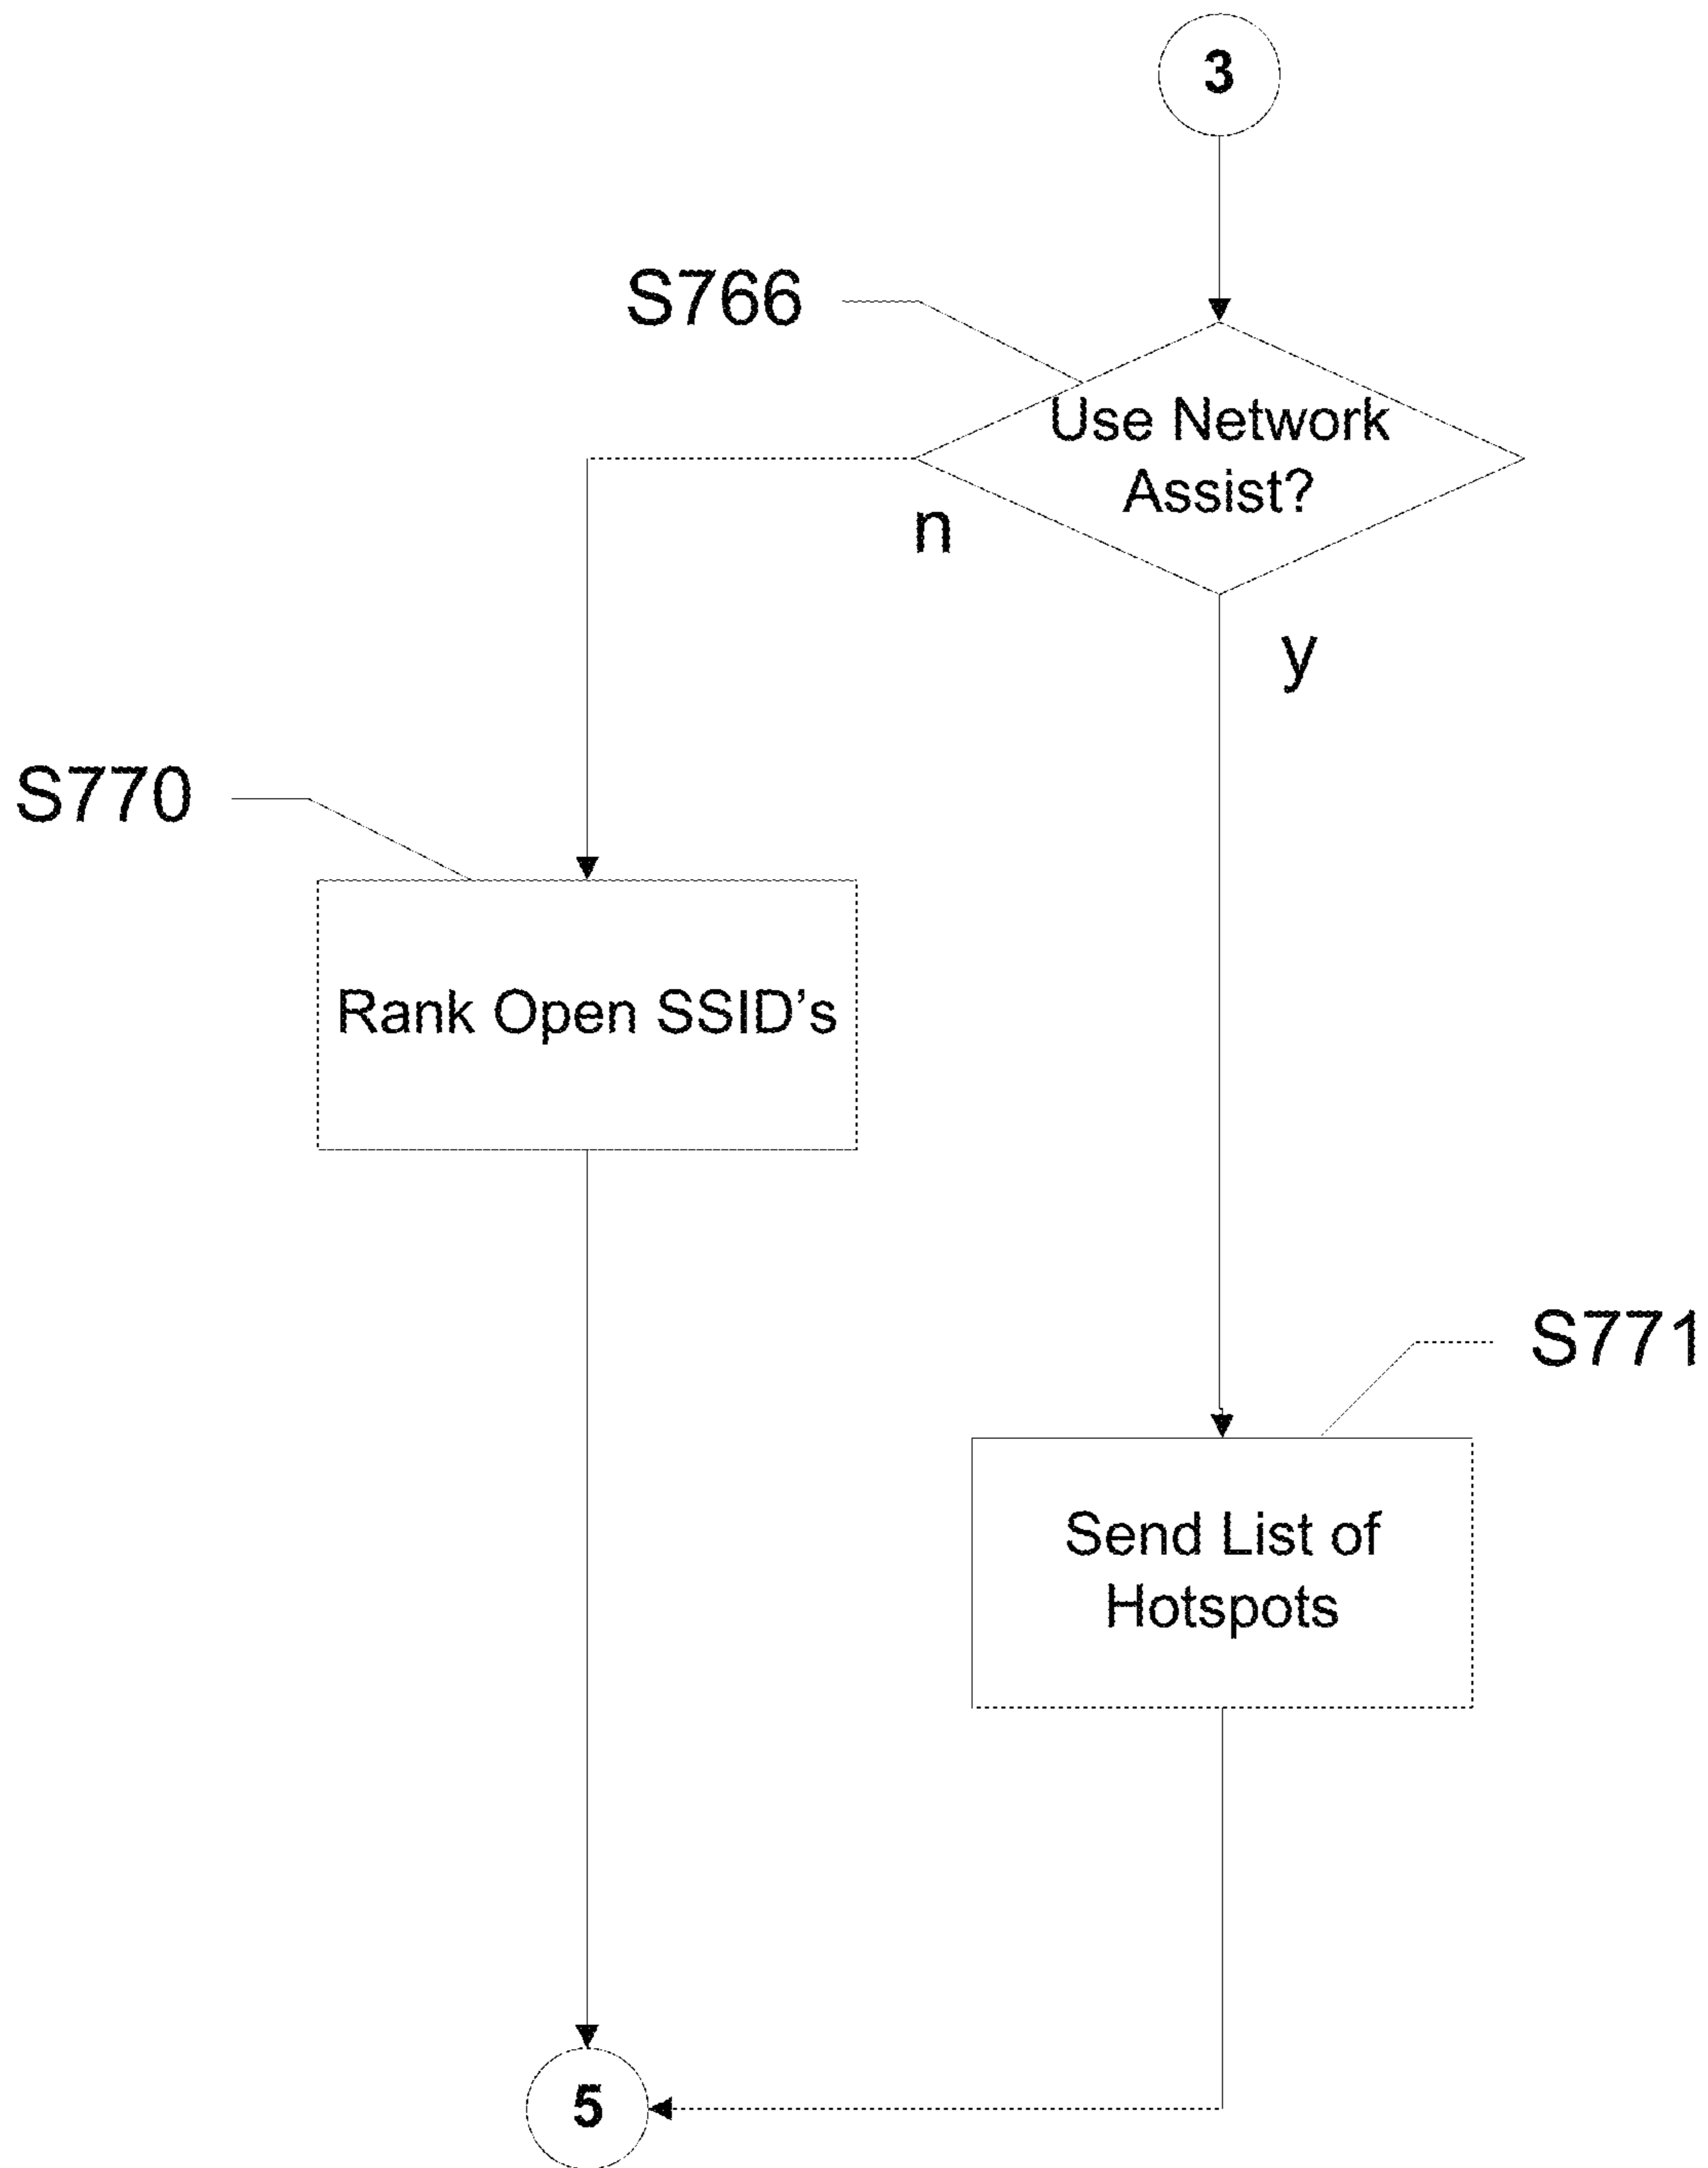 3
S766
Use Network
Assist?
n
y
S770
Rank Open SSID's
S771
Send List of
Hotspots
5